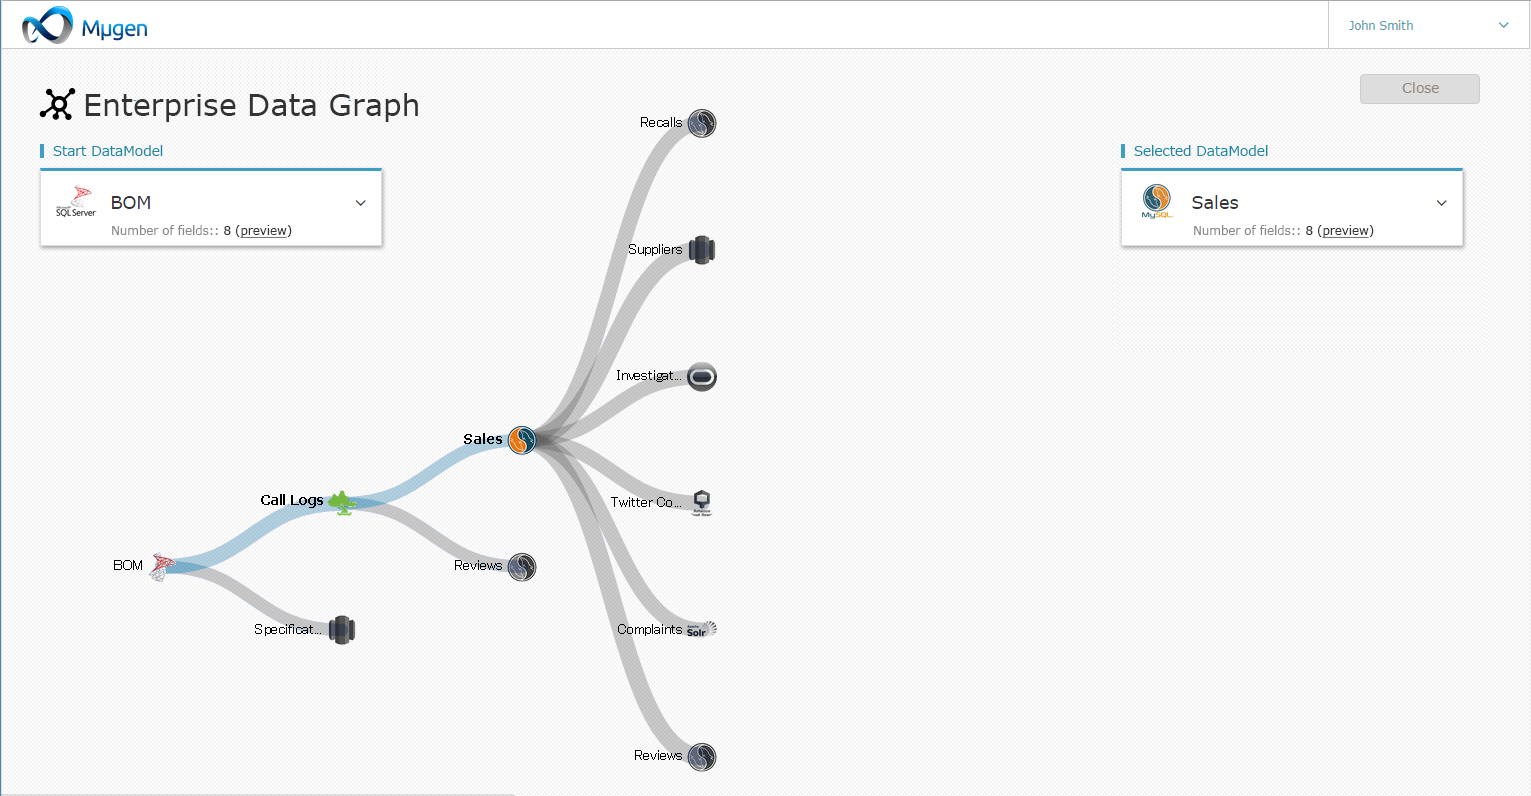 Mµgen
John Smith
Close
Enterprise Data Graph
Start DataModel
SQL Server
BOM
Number of fields:: 8 (preview)
Selected DataModel
MySQL
Sales
Number of fields:: 8 (preview)
Recalls
Suppliers
Investigat...
Sales
Call Logs
Twitter Co...
BOM
Reviews
Specificat...
Complaints
Solr
Reviews